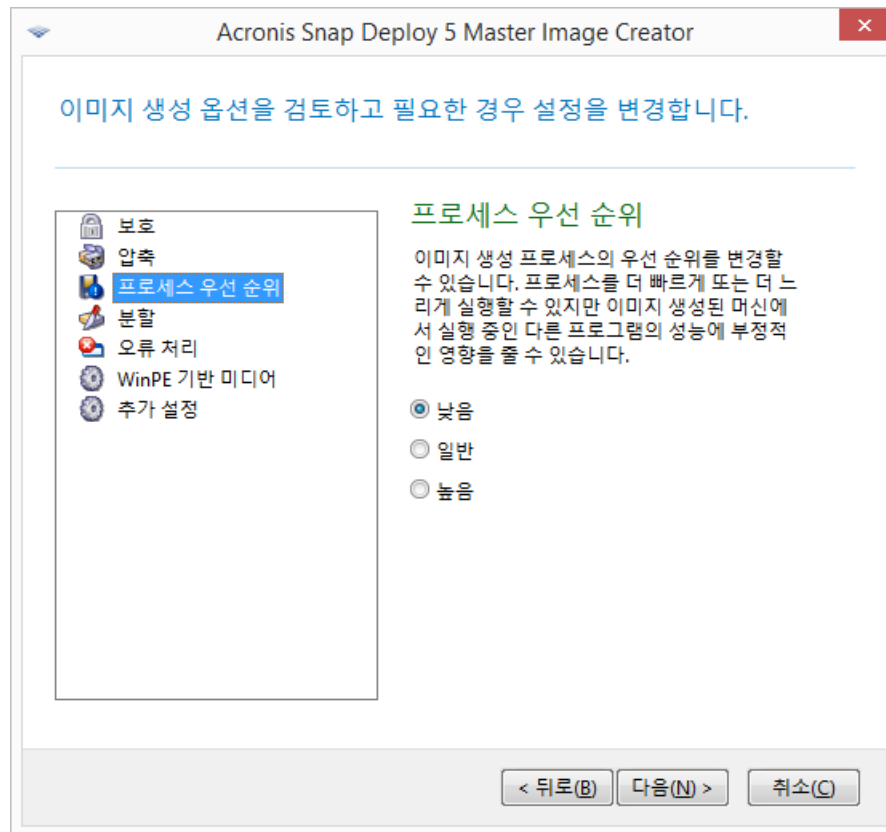 Acronis Snap Deploy 5 Master Image Creator
이미지 생성 옵션을 검토하고 필요한 경우 설정을 변경합니다.
보호
압축
프로세스 우선 순위
분할
오류 처리
WinPE 기반 미디어
추가 설정
프로세스 우선 순위
이미지 생성 프로세스의 우선 순위를 변경할
수 있습니다. 프로세스를 더 빠르게 또는 더 느
리게 실행할 수 있지만 이미지 생성된 머신에
서 실행 중인 다른 프로그램의 성능에 부정적
인 영향을 줄 수 있습니다.
낮음
일반
높음
< 뒤로(B) 다음(N) > 취소(C)